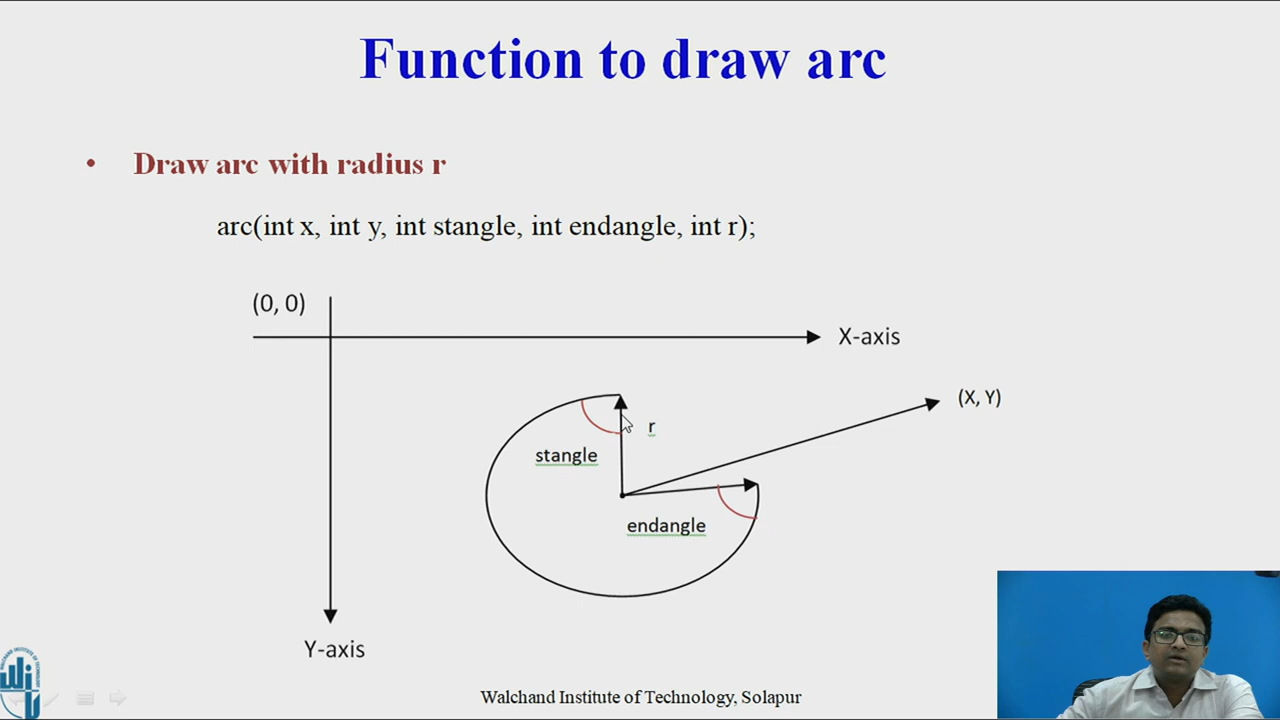 Function to draw arc
• Draw arc with radius r
arc(int x, int y, int stangle, int endangle, int r);
(0, 0)
X-axis
(X, Y)
r
stangle
endangle
Y-axis
Walchand Institute of Technology, Solapur